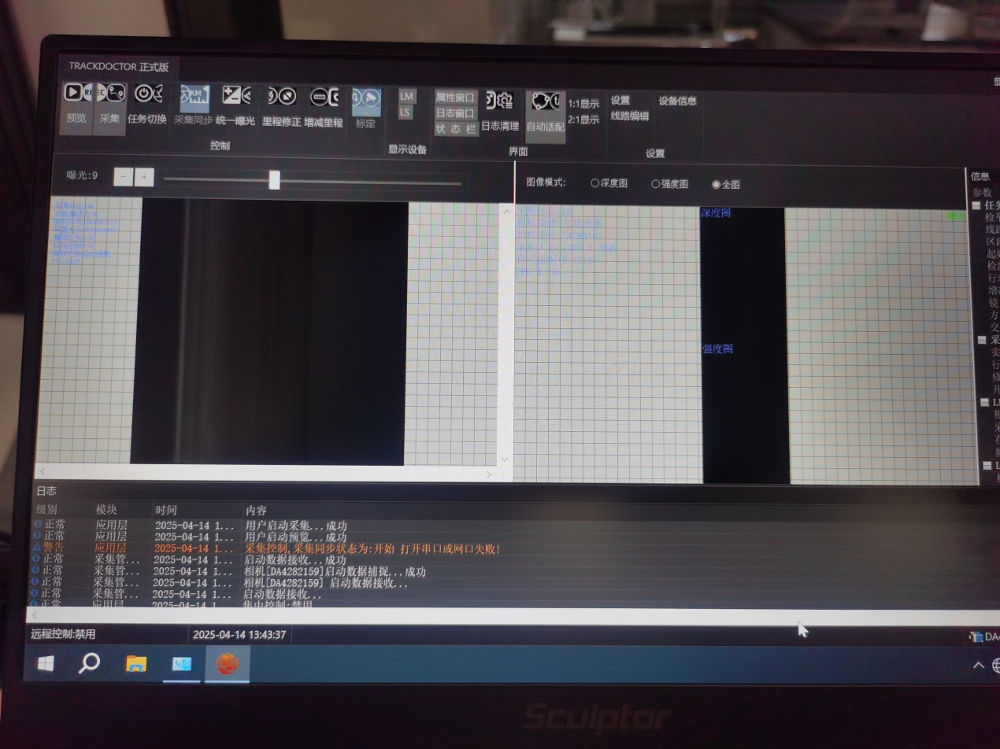 TRACKDOCTOR 正式版
预览
采集
任务切换
采集同步
统一曝光
里程修正
增减里程
标定
LM
LS
属性窗口
日志窗口
状态栏
日志清理
自动适配
1:1显示
2:1显示
设置
线路编辑
设备信息
控制
显示设备
界面
设置
曝光:9
- +
图像模式:
深度图
强度图
全图
深度图
强度图
信息
参数
日志
级别 模块 时间 内容
正常 应用层 2025-04-14 1... 用户启动采集...成功
正常 应用层 2025-04-14 1... 用户启动预览...成功
警告 应用层 2025-04-14 1... 采集控制,采集同步状态为:开始 打开串口或网口失败!
正常 采集管... 2025-04-14 1... 启动数据接收...成功
正常 采集管... 2025-04-14 1... 相机[DA4282159]启动数据捕捉...成功
正常 采集管... 2025-04-14 1... 相机[DA4282159] 启动数据接收...
正常 采集管... 2025-04-14 1... 启动数据接收...
正常 应用层 2025-04-14 1... 集中控制:禁用
远程控制:禁用
2025-04-14 13:43:37
Sculptor